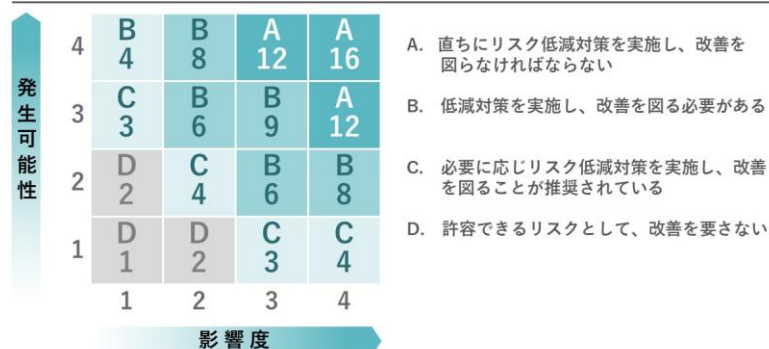 発生可能性
4
B B A A
4 8 12 16
3
C B B A
3 6 9 12
2
D C B B
2 4 6 8
1
D D C C
1 2 3 4
1 2 3 4
影響度
A. 直ちにリスク低減対策を実施し、改善を
図らなければならない
B. 低減対策を実施し、改善を図る必要がある
C. 必要に応じリスク低減対策を実施し、改善
を図ることが推奨されている
D. 許容できるリスクとして、改善を要さない